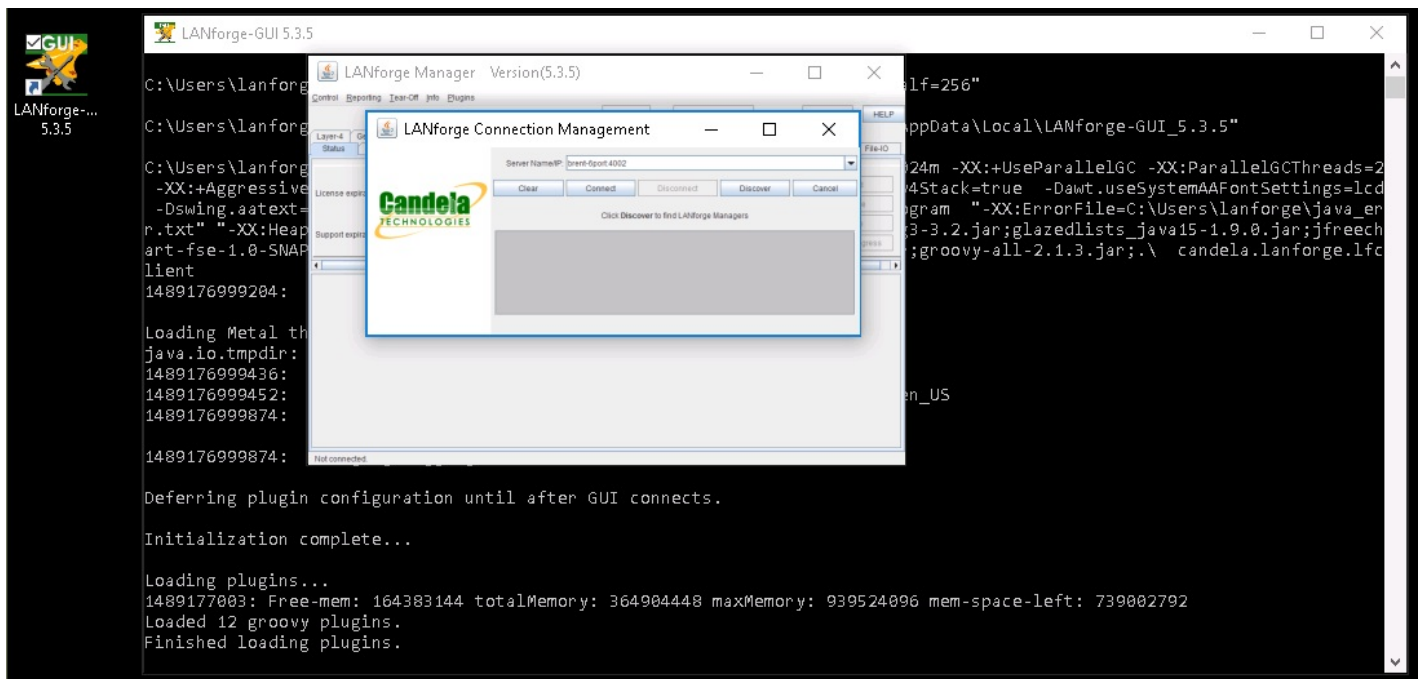 GUI
LANforge-...
5.3.5
LANforge-GUI 5.3.5
C:\Users\lanforg
lf=256"
C:\Users\lanforg
ppData\Local\LANforge-GUI_5.3.5"
C:\Users\lanforg
24m -XX:+UseParallelGC -XX:ParallelGCThreads=2
-XX:+Aggressive
4Stack=true -Dawt.useSystemAAFontSettings=lcd
-Dswing.aatext=
gram "-XX:ErrorFile=C:\Users\lanforge\java_er
r.txt" "-XX:Heap
3-3.2.jar;glazedlists_java15-1.9.0.jar;jfreech
art-fse-1.0-SNAP
;groovy-all-2.1.3.jar;.\ candela.lanforge.lfc
lient
1489176999204:
Loading Metal th
java.io.tmpdir:
1489176999436:
1489176999452:
en_US
1489176999874:
1489176999874:
Deferring plugin configuration until after GUI connects.
Initialization complete...
Loading plugins...
1489177003: Free-mem: 164383144 totalMemory: 364904448 maxMemory: 939524096 mem-space-left: 739002792
Loaded 12 groovy plugins.
Finished loading plugins.
LANforge Manager Version(5.3.5)
Control Reporting Tear-Off Info Plugins
HELP
Layer-4 Ge
Status
File-IO
License expire
Support expire
gress
Not connected.
LANforge Connection Management
Server Name/IP: brent-6port:4002
Clear Connect Disconnect Discover Cancel
Click Discover to find LANforge Managers
Candela
TECHNOLOGIES